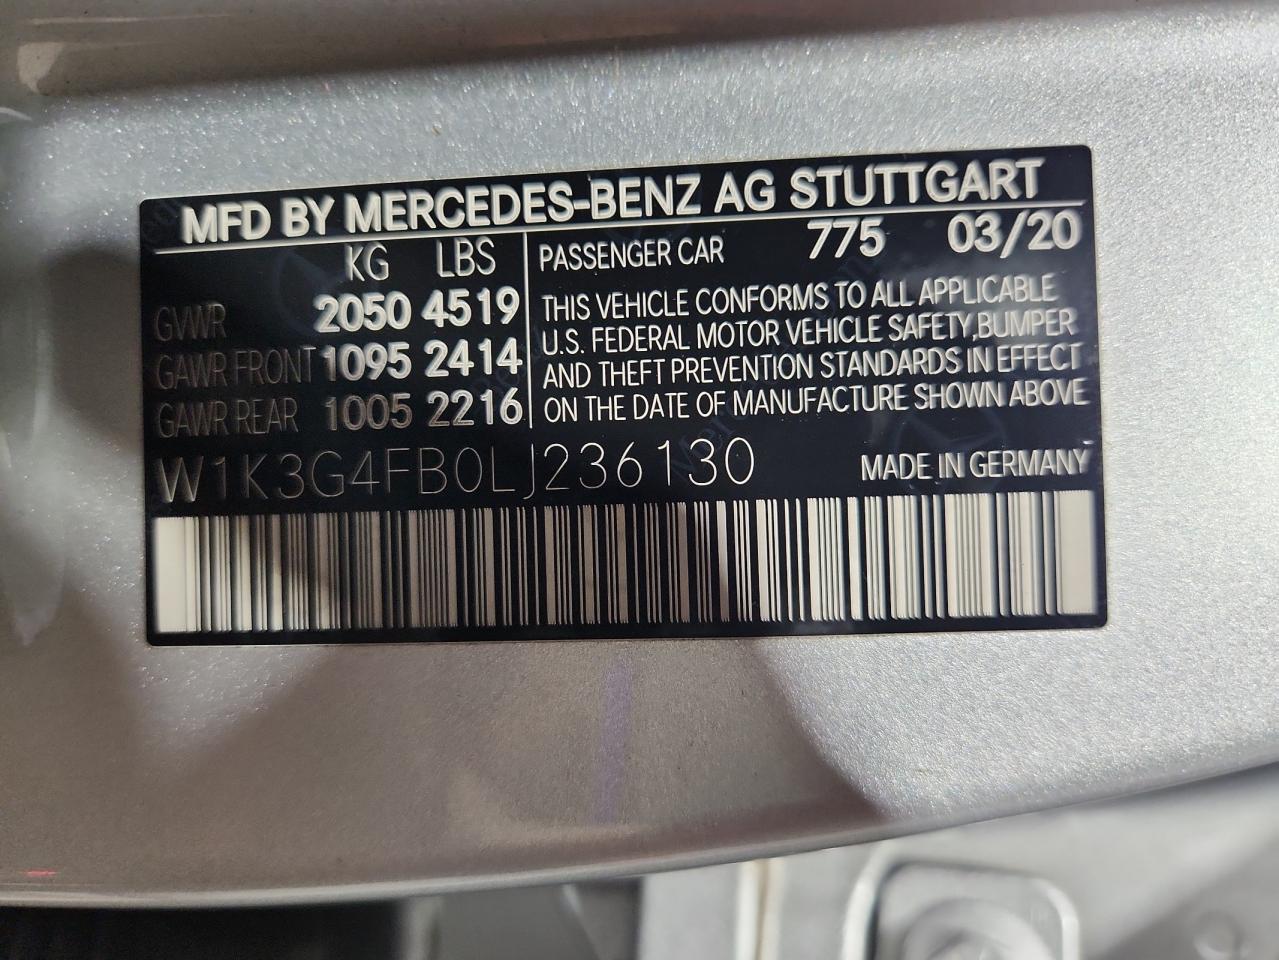 MFD BY MERCEDES-BENZ AG STUTTGART
KG LBS
GVWR 2050 4519
GAWR FRONT 1095 2414
GAWR REAR 1005 2216
PASSENGER CAR 775 03/20
THIS VEHICLE CONFORMS TO ALL APPLICABLE
U.S. FEDERAL MOTOR VEHICLE SAFETY,BUMPER
AND THEFT PREVENTION STANDARDS IN EFFECT
ON THE DATE OF MANUFACTURE SHOWN ABOVE
W1K3G4FB0LJ236130
MADE IN GERMANY